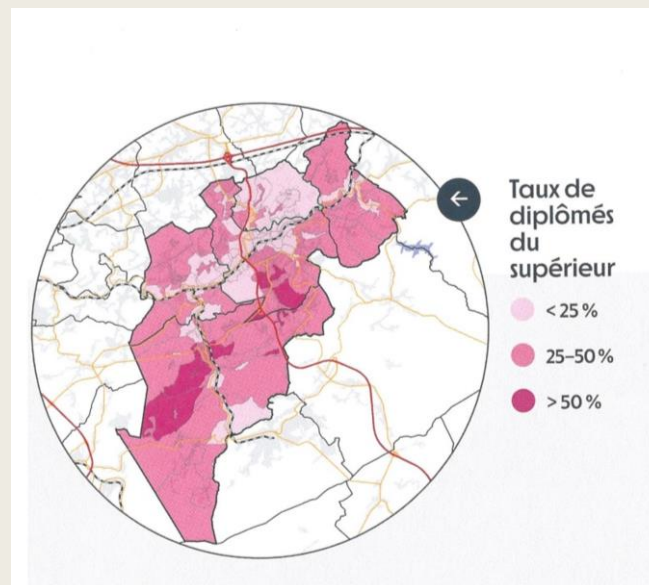 Taux de
diplômés
du
supérieur
< 25 %
25–50 %
> 50 %